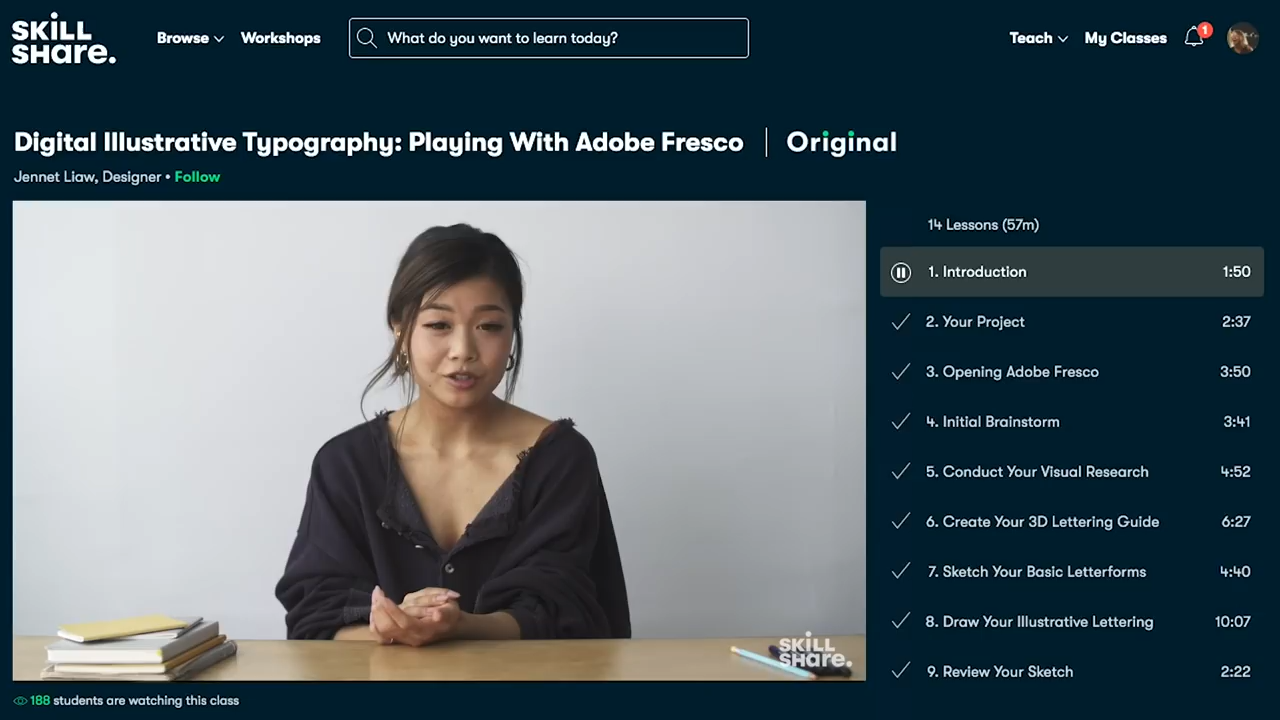 SKILL
SHare.
Browse
Workshops
What do you want to learn today?
Teach
My Classes
1
Digital Illustrative Typography: Playing With Adobe Fresco | Original
Jennet Liaw, Designer • Follow
14 Lessons (57m)
1. Introduction 1:50
2. Your Project 2:37
3. Opening Adobe Fresco 3:50
4. Initial Brainstorm 3:41
5. Conduct Your Visual Research 4:52
6. Create Your 3D Lettering Guide 6:27
7. Sketch Your Basic Letterforms 4:40
8. Draw Your Illustrative Lettering 10:07
9. Review Your Sketch 2:22
SKILL
SHare.
188 students are watching this class